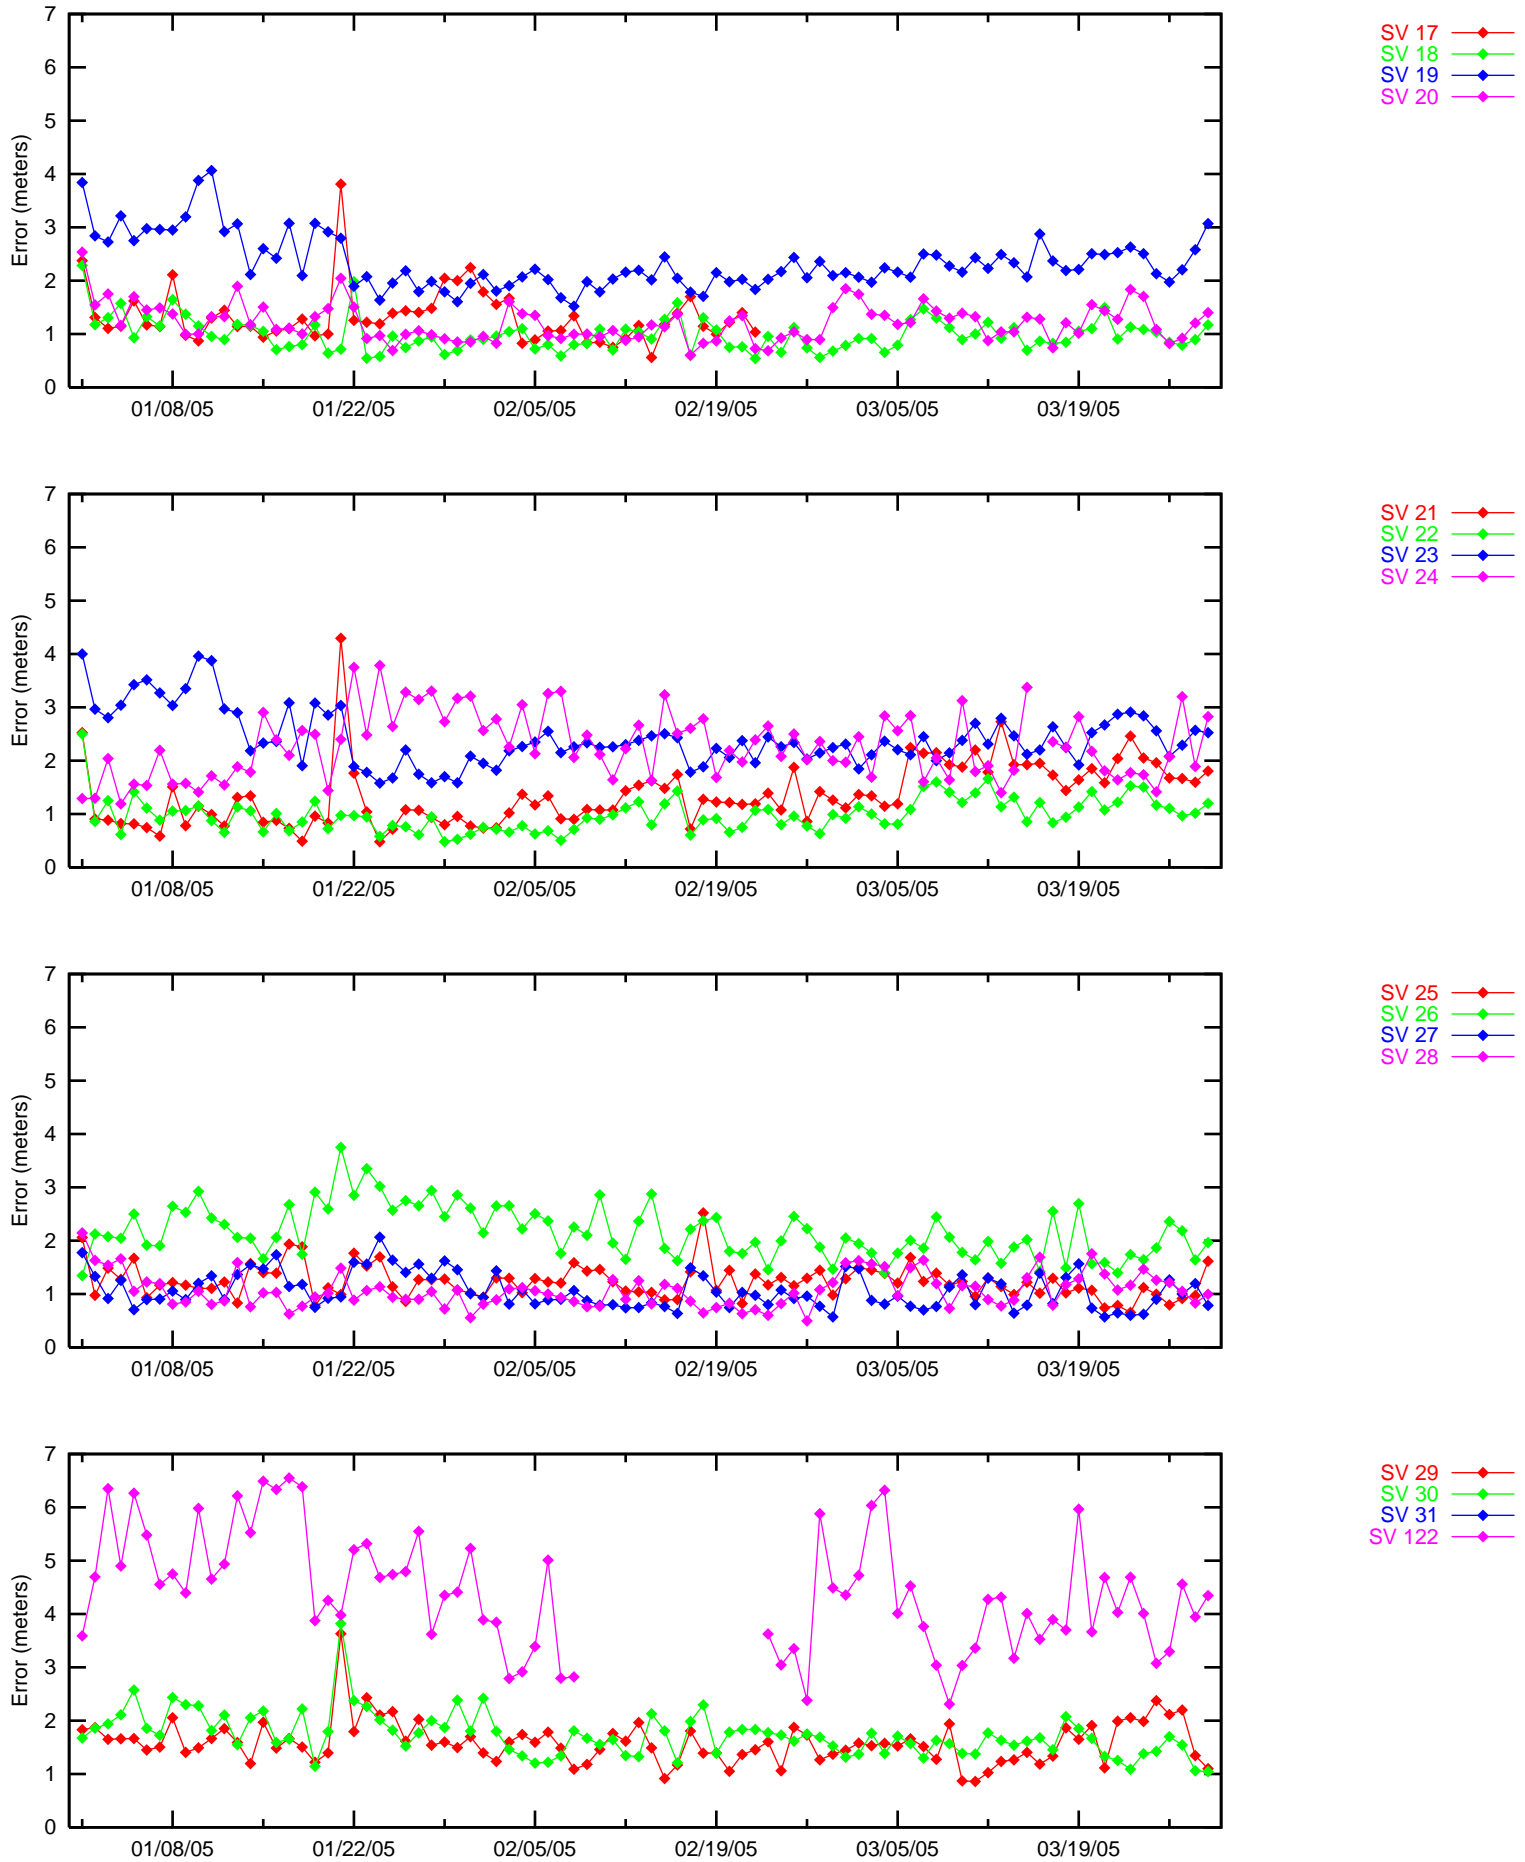 7
6
5
4
3
2
1
0
Error (meters)
01/08/05 01/22/05 02/05/05 02/19/05 03/05/05 03/19/05
SV 17
SV 18
SV 19
SV 20
7
6
5
4
3
2
1
0
Error (meters)
01/08/05 01/22/05 02/05/05 02/19/05 03/05/05 03/19/05
SV 21
SV 22
SV 23
SV 24
7
6
5
4
3
2
1
0
Error (meters)
01/08/05 01/22/05 02/05/05 02/19/05 03/05/05 03/19/05
SV 25
SV 26
SV 27
SV 28
7
6
5
4
3
2
1
0
Error (meters)
01/08/05 01/22/05 02/05/05 02/19/05 03/05/05 03/19/05
SV 29
SV 30
SV 31
SV 122